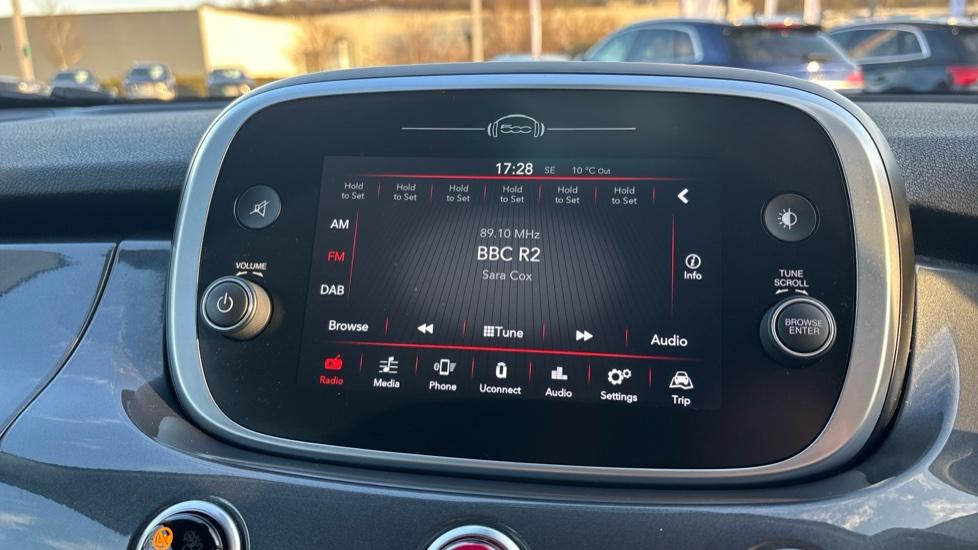 500
17:28 SE 10 °C Out
Hold to Set Hold to Set Hold to Set Hold to Set Hold to Set Hold to Set
AM
FM
DAB
89.10 MHz
BBC R2
Sara Cox
Info
Browse Tune Audio
Radio Media Phone Uconnect Audio Settings Trip
VOLUME
TUNE
SCROLL
BROWSE
ENTER